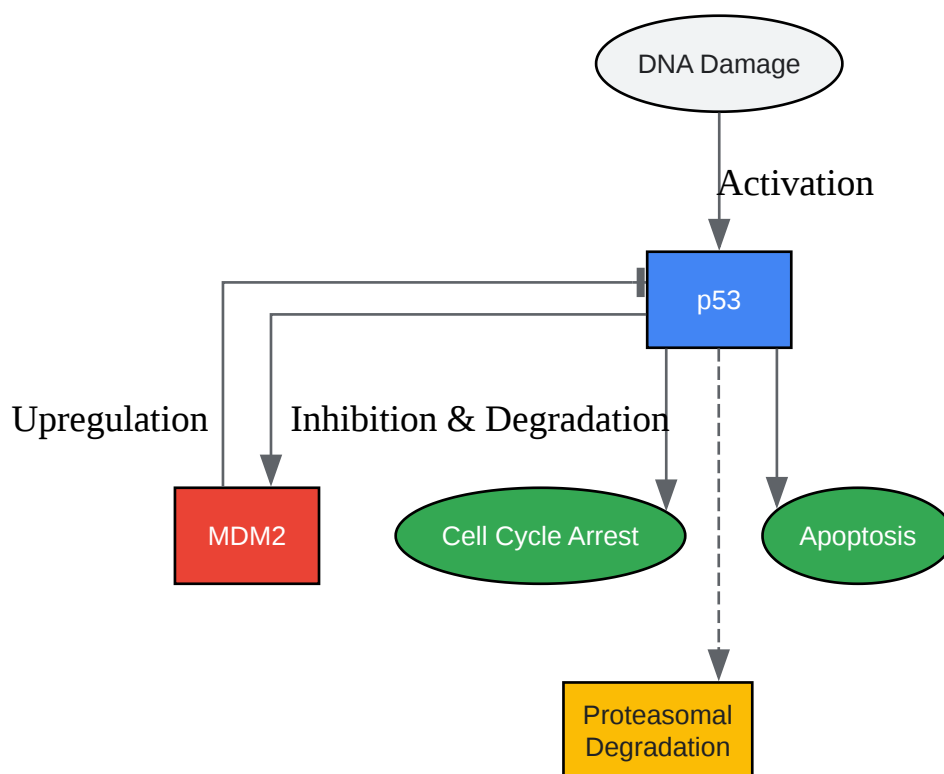 DNA Damage
Activation
p53
Upregulation
Inhibition & Degradation
MDM2
Cell Cycle Arrest
Apoptosis
Proteasomal
Degradation